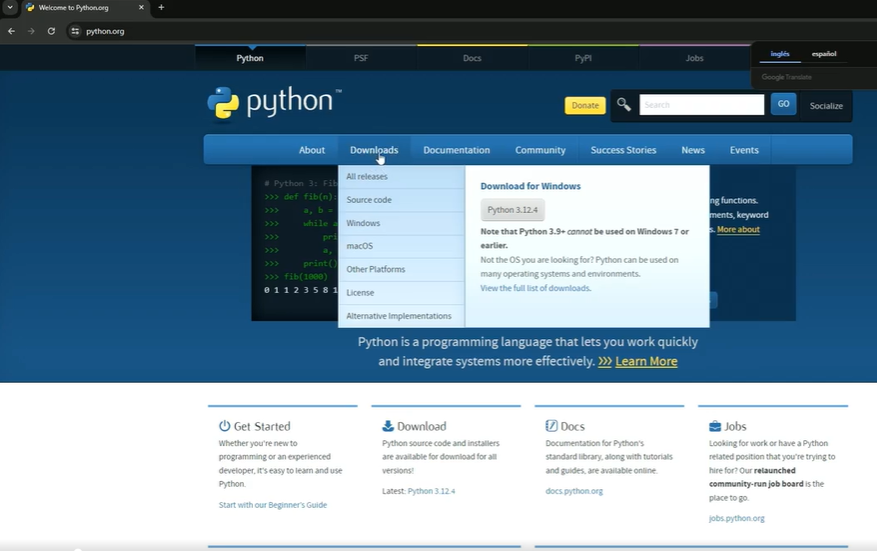 Welcome to Python.org
python.org
inglés español
Google Translate
Python PSF Docs PyPI Jobs
python™
Donate Search GO Socialize
About Downloads Documentation Community Success Stories News Events
All releases
Source code
Windows
macOS
Other Platforms
License
Alternative Implementations
Download for Windows
Python 3.12.4
Note that Python 3.9+ cannot be used on Windows 7 or
earlier.
Not the OS you are looking for? Python can be used on
many operating systems and environments.
View the full list of downloads.
# Python 3: Fib
>>> def fib(n):
>>> a, b =
>>> while a
>>> pri
>>> a,
>>> print()
>>> fib(1000)
0 1 1 2 3 5 8 1
ng functions.
ments, keyword
s. More about
Python is a programming language that lets you work quickly
and integrate systems more effectively. >>> Learn More
Get Started
Whether you're new to
programming or an experienced
developer, it's easy to learn and use
Python.
Start with our Beginner's Guide
Download
Python source code and installers
are available for download for all
versions!
Latest: Python 3.12.4
Docs
Documentation for Python's
standard library, along with tutorials
and guides, are available online.
docs.python.org
Jobs
Looking for work or have a Python
related position that you're trying to
hire for? Our relaunched
community-run job board is the
place to go.
jobs.python.org